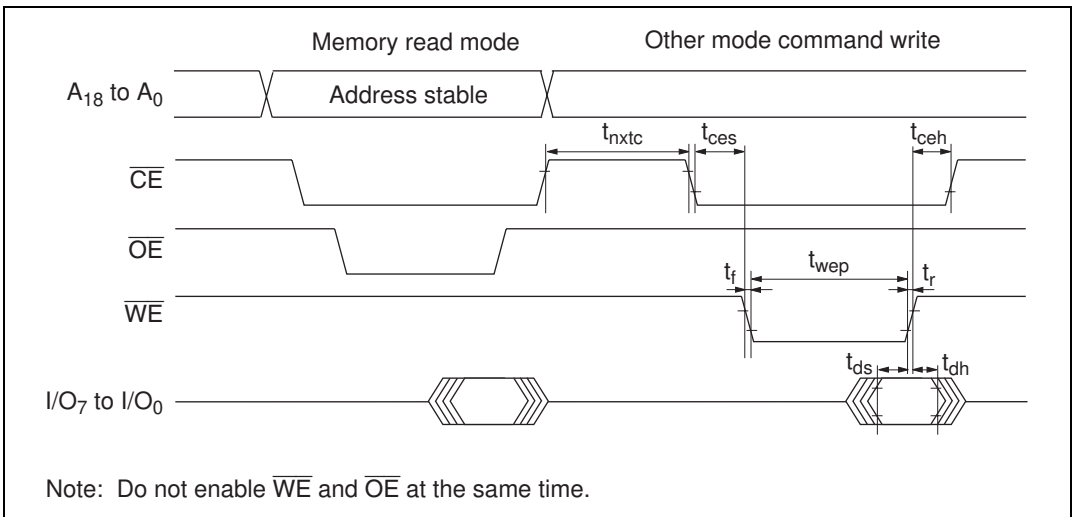 Memory read mode
Other mode command write
A18 to A0
Address stable
tnxtc
tces
tceh
CE
OE
tf
twep
tr
WE
tds
tdh
I/O7 to I/O0
Note: Do not enable WE and OE at the same time.